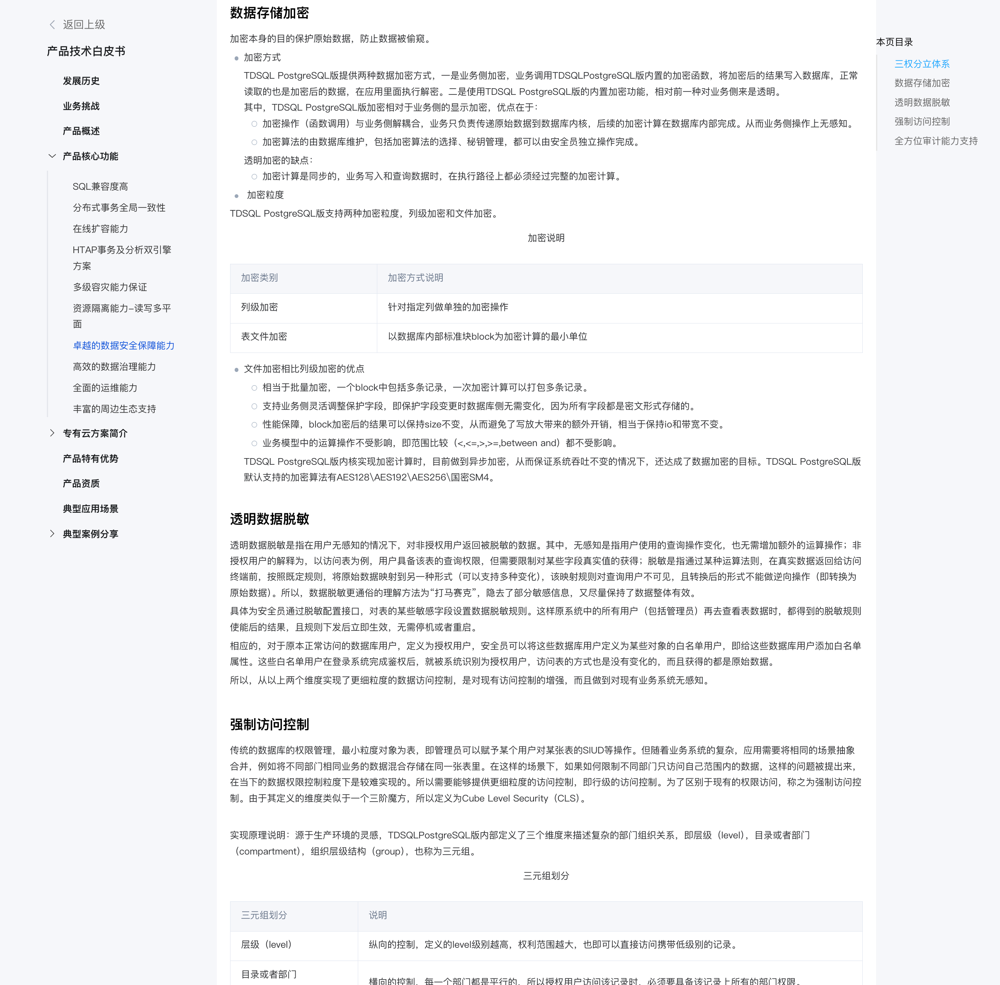 返回上级
产品技术白皮书
发展历史
业务挑战
产品概述
产品核心功能
SQL兼容度高
分布式事务全局一致性
在线扩容能力
HTAP事务及分析双引擎
方案
多级容灾能力保证
资源隔离能力-读写多平
面
卓越的数据安全保障能力
高效的数据治理能力
全面的运维能力
丰富的周边生态支持
专有云方案简介
产品特有优势
产品资质
典型应用场景
典型案例分享
数据存储加密
加密本身的目的保护原始数据，防止数据被偷窥。
加密方式
TDSQL PostgreSQL版提供两种数据加密方式，一是业务侧加密，业务调用TDSQLPostgreSQL版内置的加密函数，将加密后的结果写入数据库，正常
读取的也是加密后的数据，在应用里面执行解密。二是使用TDSQL PostgreSQL版的内置加密功能，相对前一种对业务侧来是透明。
其中，TDSQL PostgreSQL版加密相对于业务侧的显示加密，优点在于：
加密操作（函数调用）与业务侧解耦合，业务只负责传递原始数据到数据库内核，后续的加密计算在数据库内部完成。从而业务侧操作上无感知。
加密算法的由数据库维护，包括加密算法的选择、秘钥管理，都可以由安全员独立操作完成。
透明加密的缺点：
加密计算是同步的，业务写入和查询数据时，在执行路径上都必须经过完整的加密计算。
加密粒度
TDSQL PostgreSQL版支持两种加密粒度，列级加密和文件加密。
加密说明
加密类别
加密方式说明
列级加密
针对指定列做单独的加密操作
表文件加密
以数据库内部标准块block为加密计算的最小单位
文件加密相比列级加密的优点
相当于批量加密，一个block中包括多条记录，一次加密计算可以打包多条记录。
支持业务侧灵活调整保护字段，即保护字段变更时数据库侧无需变化，因为所有字段都是密文形式存储的。
性能保障，block加密后的结果可以保持size不变，从而避免了写放大带来的额外开销，相当于保持io和带宽不变。
业务模型中的运算操作不受影响，即范围比较（<,<=,>,>=,between and）都不受影响。
TDSQL PostgreSQL版内核实现加密计算时，目前做到异步加密，从而保证系统吞吐不变的情况下，还达成了数据加密的目标。TDSQL PostgreSQL版
默认支持的加密算法有AES128\AES192\AES256\国密SM4。
透明数据脱敏
透明数据脱敏是指在用户无感知的情况下，对非授权用户返回被脱敏的数据。其中，无感知是指用户使用的查询操作变化，也无需增加额外的运算操作；非
授权用户的解释为，以访问表为例，用户具备该表的查询权限，但需要限制对某些字段真实值的获得；脱敏是指通过某种运算法则，在真实数据返回给访问
终端前，按照既定规则，将原始数据映射到另一种形式（可以支持多种变化），该映射规则对查询用户不可见，且转换后的形式不能做逆向操作（即转换为
原始数据）。所以，数据脱敏更通俗的理解方法为“打马赛克”，隐去了部分敏感信息，又尽量保持了数据整体有效。
具体为安全员通过脱敏配置接口，对表的某些敏感字段设置数据脱敏规则。这样原系统中的所有用户（包括管理员）再去查看表数据时，都得到的脱敏规则
使能后的结果，且规则下发后立即生效，无需停机或者重启。
相应的，对于原本正常访问的数据库用户，定义为授权用户，安全员可以将这些数据库用户定义为某些对象的白名单用户，即给这些数据库用户添加白名单
属性。这些白名单用户在登录系统完成鉴权后，就被系统识别为授权用户，访问表的方式也是没有变化的，而且获得的都是原始数据。
所以，从以上两个维度实现了更细粒度的数据访问控制，是对现有访问控制的增强，而且做到对现有业务系统无感知。
强制访问控制
传统的数据库的权限管理，最小粒度对象为表，即管理员可以赋予某个用户对某张表的SIUD等操作。但随着业务系统的复杂，应用需要将相同的场景抽象
合并，例如将不同部门相同业务的数据混合存储在同一张表里。在这样的场景下，如果如何限制不同部门只访问自己范围内的数据，这样的问题被提出来，
在当下的数据权限控制粒度下是较难实现的。所以需要能够提供更细粒度的访问控制，即行级的访问控制。为了区别于现有的权限访问，称之为强制访问控
制。由于其定义的维度类似于一个三阶魔方，所以定义为Cube Level Security（CLS）。
实现原理说明：源于生产环境的灵感，TDSQLPostgreSQL版内部定义了三个维度来描述复杂的部门组织关系，即层级（level），目录或者部门
（compartment），组织层级结构（group），也称为三元组。
三元组划分
三元组划分
说明
层级（level）
纵向的控制，定义的level级别越高，权利范围越大，也即可以直接访问携带低级别的记录。
目录或者部门
横向的控制，每一个部门都是平行的，所以授权用户访问该记录时，必须要具备该记录上所有的部门权限。
本页目录
三权分立体系
数据存储加密
透明数据脱敏
强制访问控制
全方位审计能力支持